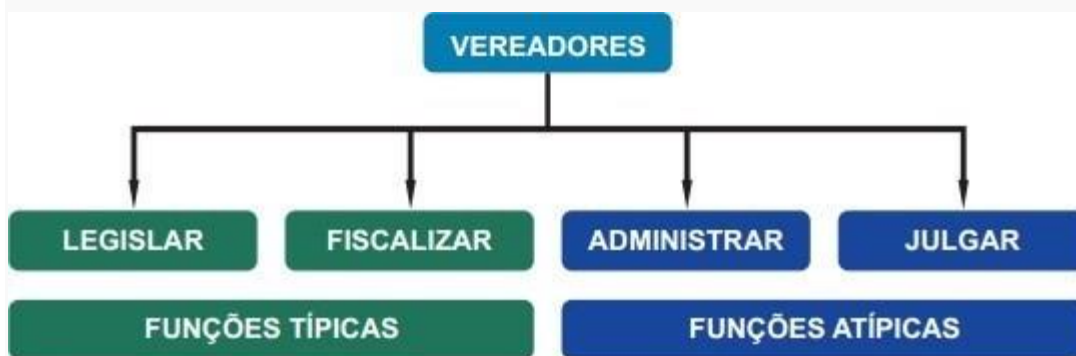 VEREADORES
LEGISLAR
FISCALIZAR
ADMINISTRAR
JULGAR
FUNÇÕES TÍPICAS
FUNÇÕES ATÍPICAS